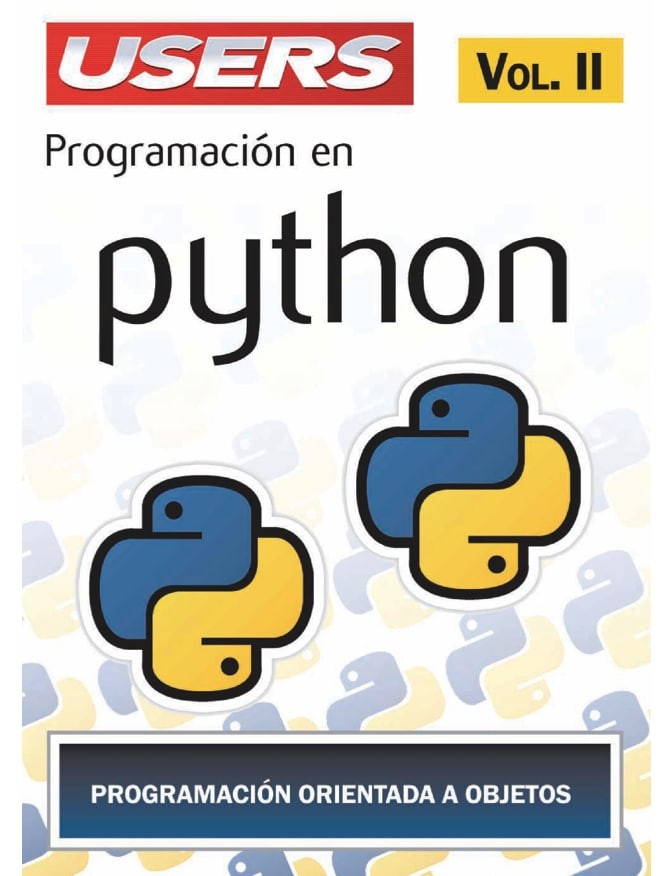 USERS
VOL. II
Programación en
python
PROGRAMACIÓN ORIENTADA A OBJETOS